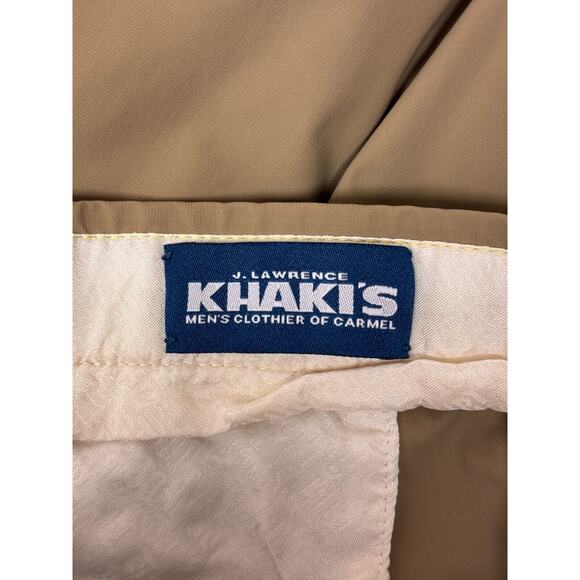 J. LAWRENCE
KHAKI'S
MEN'S CLOTHIER OF CARMEL